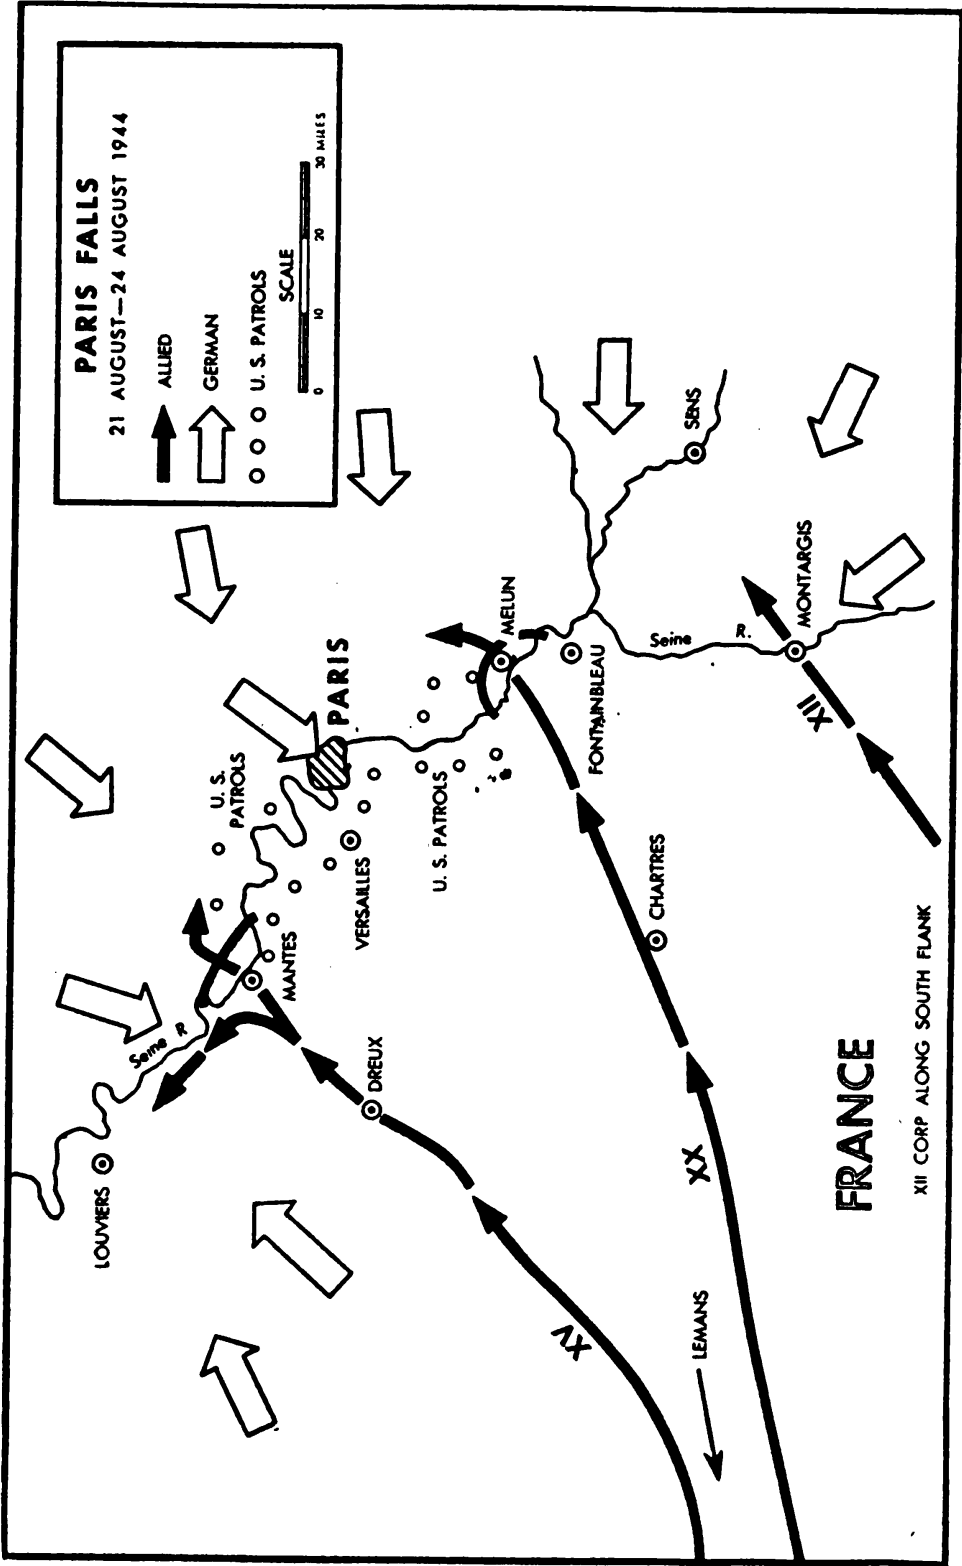 PARIS FALLS
21 AUGUST—24 AUGUST 1944
ALLIED
GERMAN
U. S. PATROLS
SCALE
0 10 20 30 MILES
LOUVIERS
Seine R
U. S.
PATROLS
MANTES
PARIS
VERSAILLES
DREUX
U. S. PATROLS
MELUN
FONTAINBLEAU
SENS
XV
CHARTRES
Seine R.
LEMANS
XX
XII
MONTARGIS
FRANCE
XII CORP ALONG SOUTH FLANK